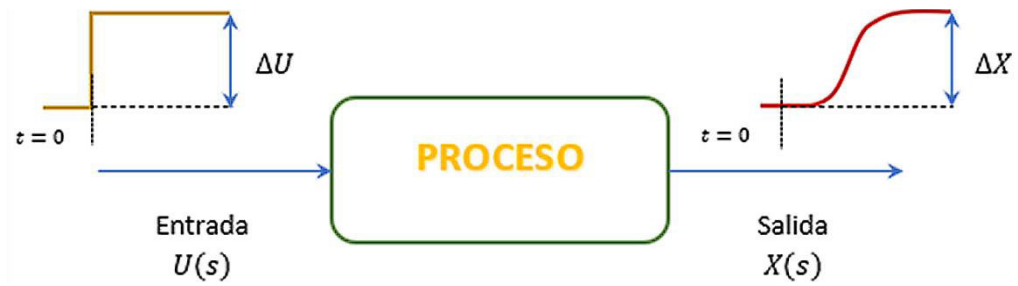 ΔU
ΔX
t = 0
t = 0
PROCESO
Entrada
U(s)
Salida
X(s)